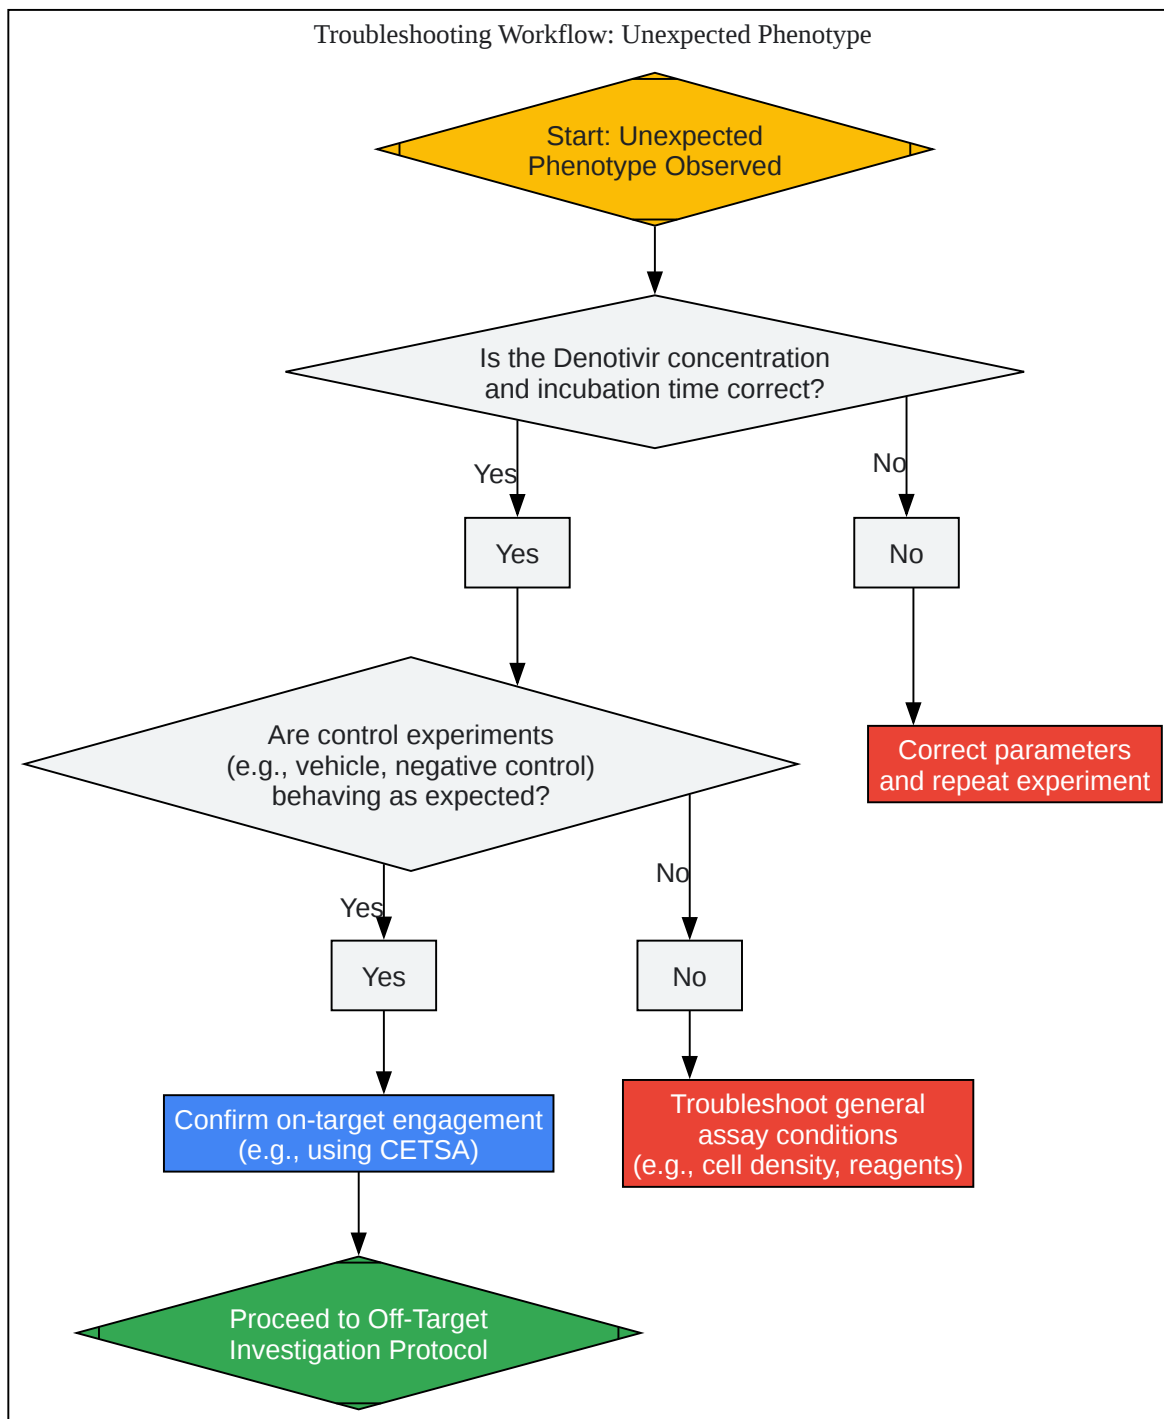 Troubleshooting Workflow: Unexpected Phenotype
Start: Unexpected
Phenotype Observed
Is the Denotivir concentration
and incubation time correct?
Yes
No
Yes
No
Are control experiments
(e.g., vehicle, negative control)
behaving as expected?
Correct parameters
and repeat experiment
Yes
No
Yes
No
Confirm on-target engagement
(e.g., using CETSA)
Troubleshoot general
assay conditions
(e.g., cell density, reagents)
Proceed to Off-Target
Investigation Protocol